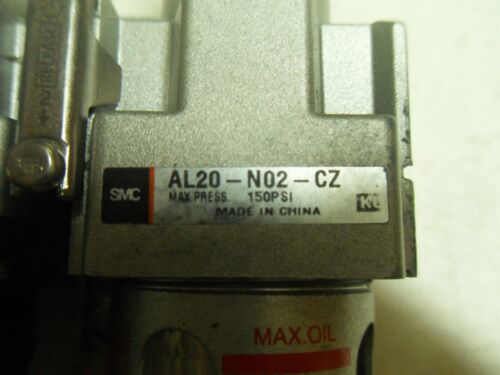 SMC
AL20-N02-CZ
MAX.PRESS. 150PSI
MADE IN CHINA
MAX.OIL